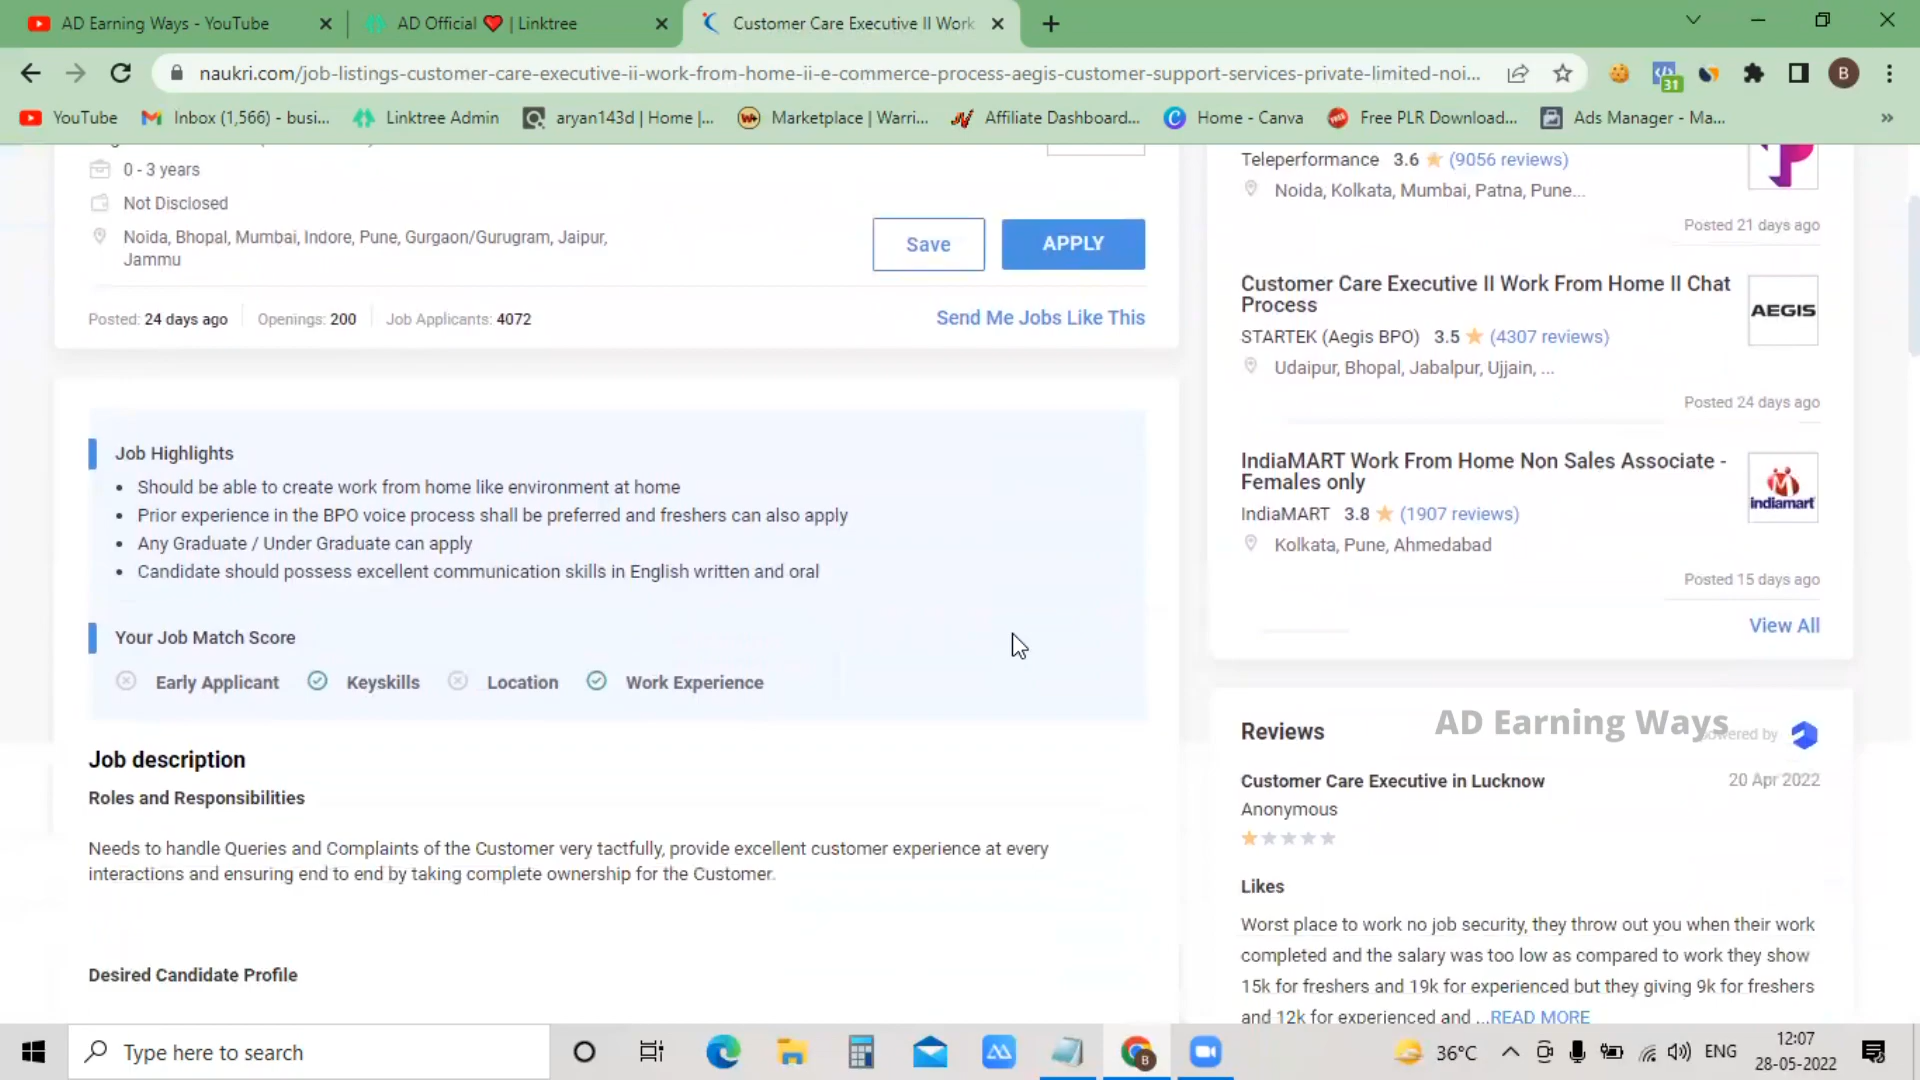 AD Earning Ways - YouTube
AD Official ❤ | Linktree
Customer Care Executive II Work
naukri.com/job-listings-customer-care-executive-ii-work-from-home-ii-e-commerce-process-aegis-customer-support-services-private-limited-noi...
YouTube
Inbox (1,566) - busi...
Linktree Admin
aryan143d | Home |...
Marketplace | Warri...
Affiliate Dashboard...
Home - Canva
Free PLR Download...
Ads Manager - Ma...
»
31
B
0 - 3 years
Not Disclosed
Noida, Bhopal, Mumbai, Indore, Pune, Gurgaon/Gurugram, Jaipur,
Jammu
Save
APPLY
Posted: 24 days ago
Openings: 200
Job Applicants: 4072
Send Me Jobs Like This
Job Highlights
• Should be able to create work from home like environment at home
• Prior experience in the BPO voice process shall be preferred and freshers can also apply
• Any Graduate / Under Graduate can apply
• Candidate should possess excellent communication skills in English written and oral
Your Job Match Score
Early Applicant
Keyskills
Location
Work Experience
Job description
Roles and Responsibilities
Needs to handle Queries and Complaints of the Customer very tactfully, provide excellent customer experience at every
interactions and ensuring end to end by taking complete ownership for the Customer.
Desired Candidate Profile
Teleperformance 3.6 (9056 reviews)
Noida, Kolkata, Mumbai, Patna, Pune...
Posted 21 days ago
Customer Care Executive II Work From Home II Chat
Process
AEGIS
STARTEK (Aegis BPO) 3.5 (4307 reviews)
Udaipur, Bhopal, Jabalpur, Ujjain, ...
Posted 24 days ago
IndiaMART Work From Home Non Sales Associate -
Females only
indiamart
IndiaMART 3.8 (1907 reviews)
Kolkata, Pune, Ahmedabad
Posted 15 days ago
View All
Reviews
AD Earning Ways
powered by
Customer Care Executive in Lucknow
20 Apr 2022
Anonymous
Likes
Worst place to work no job security, they throw out you when their work
completed and the salary was too low as compared to work they show
15k for freshers and 19k for experienced but they giving 9k for freshers
and 12k for experienced and ...READ MORE
Type here to search
36°C
ENG
12:07
28-05-2022